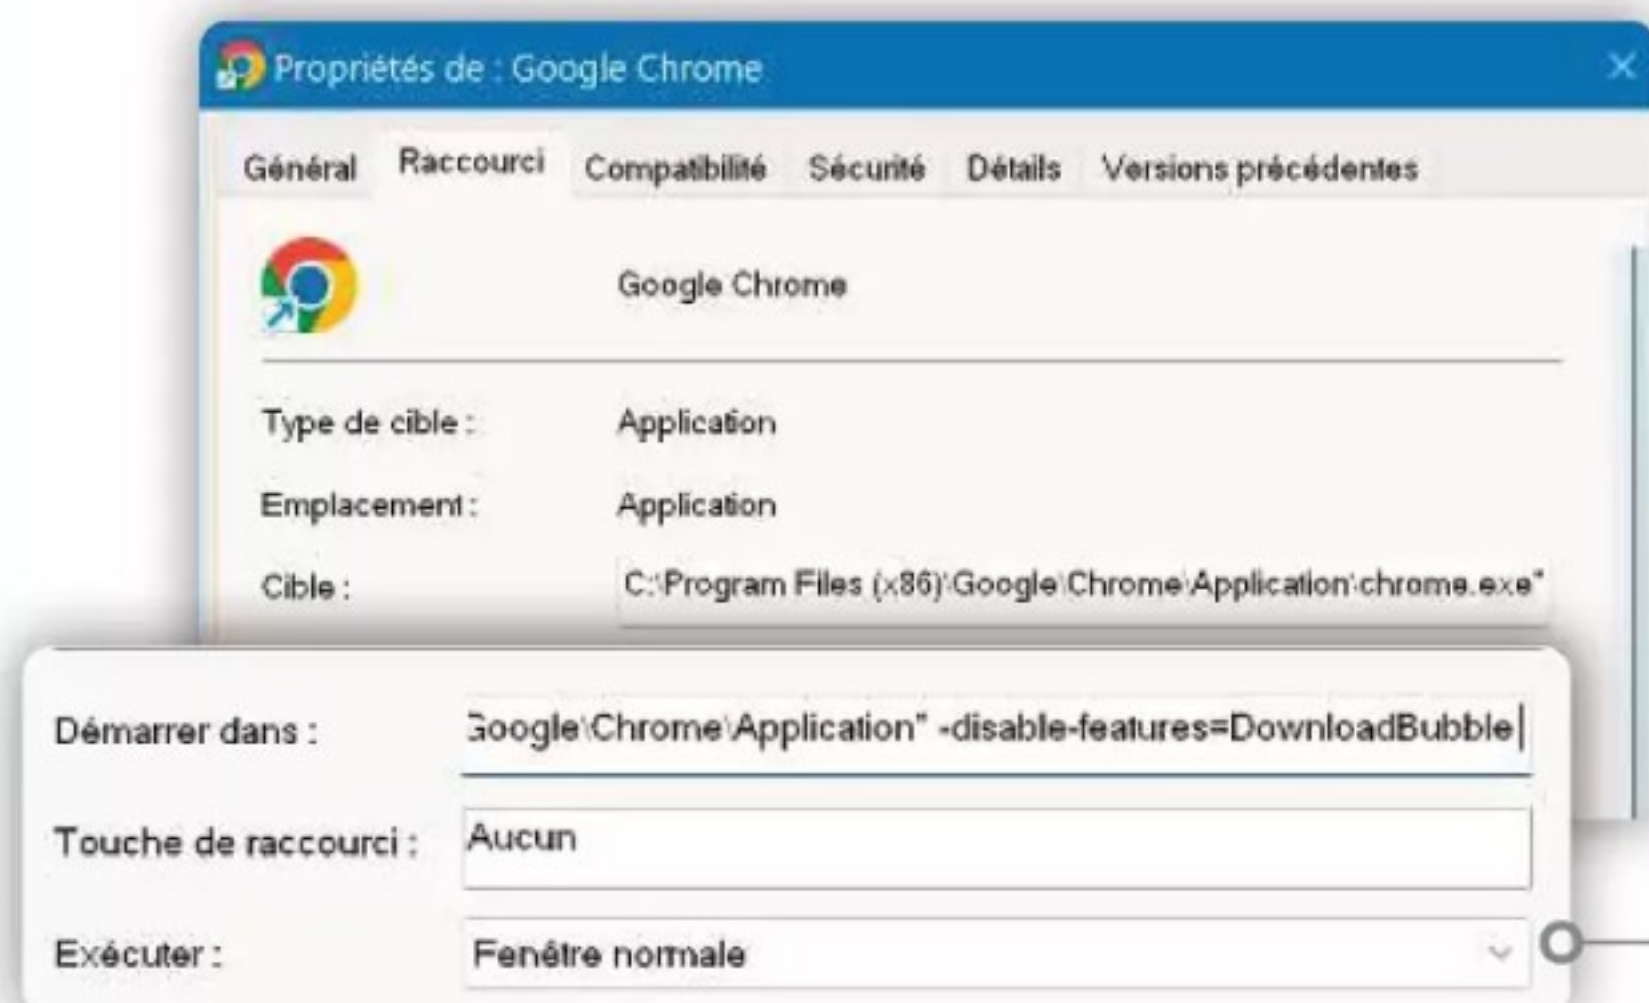 Propriétés de : Google Chrome
Général Raccourci Compatibilité Sécurité Détails Versions précédentes
Google Chrome
Type de cible : Application
Emplacement : Application
Cible : C:\Program Files (x86)\Google\Chrome\Application\chrome.exe"
Démarrer dans : Google\Chrome\Application" -disable-features=DownloadBubble
Touche de raccourci : Aucun
Exécuter : Fenêtre normale